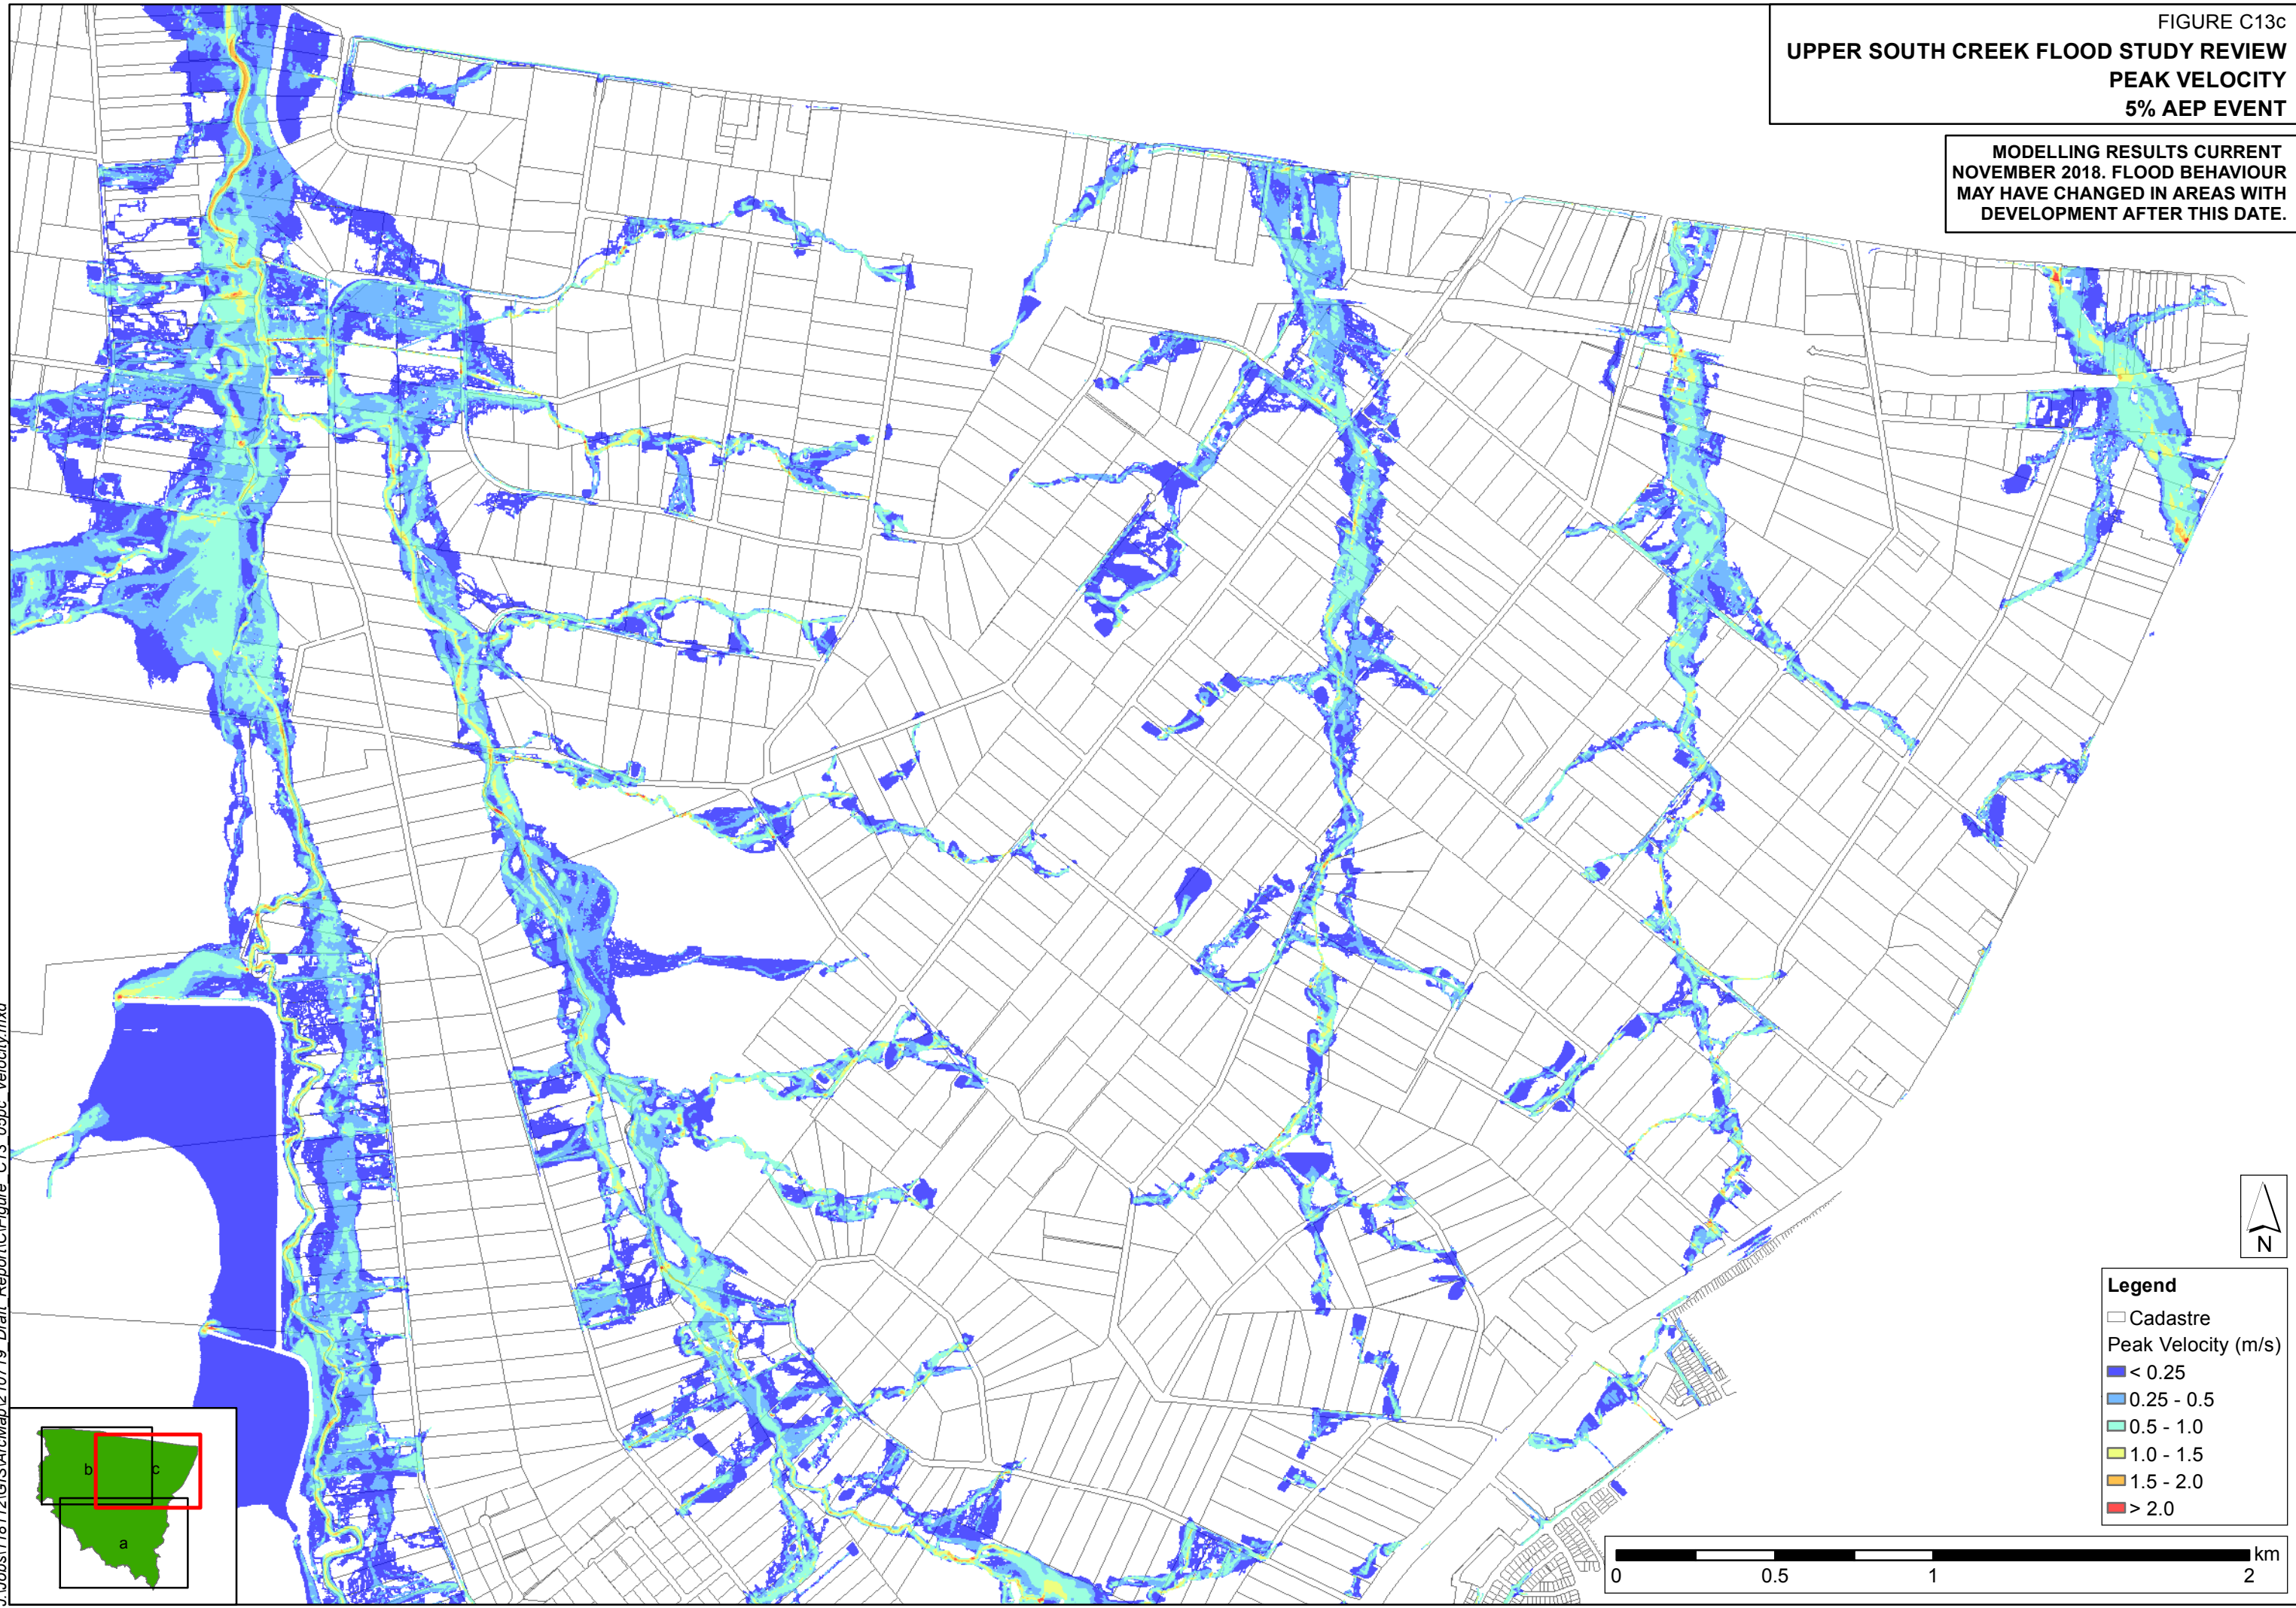 FIGURE C13c
UPPER SOUTH CREEK FLOOD STUDY REVIEW
PEAK VELOCITY
5% AEP EVENT
MODELLING RESULTS CURRENT
NOVEMBER 2018. FLOOD BEHAVIOUR
MAY HAVE CHANGED IN AREAS WITH
DEVELOPMENT AFTER THIS DATE.
N
Legend
Cadastre
Peak Velocity (m/s)
< 0.25
0.25 - 0.5
0.5 - 1.0
1.0 - 1.5
1.5 - 2.0
> 2.0
km
0 0.5 1 2
b c
a